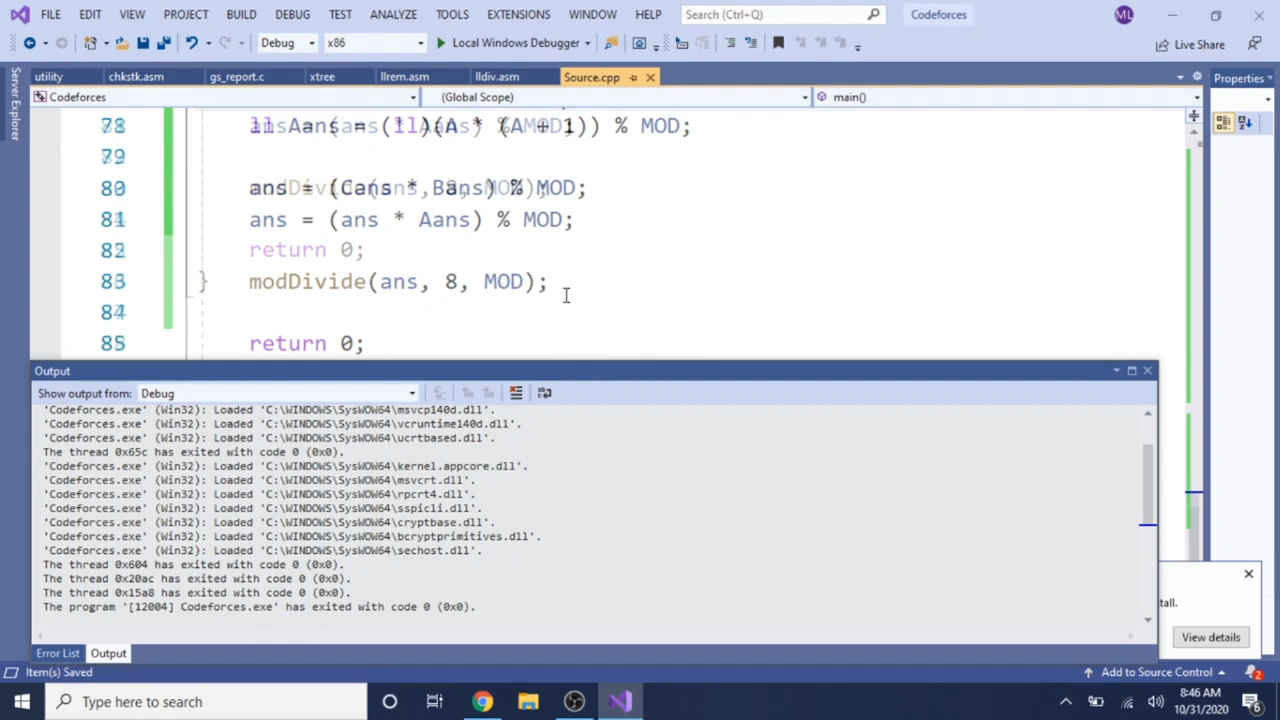 FILE EDIT VIEW PROJECT BUILD DEBUG TEST ANALYZE TOOLS EXTENSIONS WINDOW HELP Search (Ctrl+Q) Codeforces ML
Debug x86 Local Windows Debugger Live Share
Server Explorer
utility chkstk.asm gs_report.c xtree llrem.asm lldiv.asm Source.cpp Properties
Codeforces (Global Scope) main()
78 ll Aans = (ll)(A * (A + 1)) % MOD;
79
80 ans = (Cans * Bans) % MOD;
81 ans = (ans * Aans) % MOD;
return 0;
83 modDivide(ans, 8, MOD);
}
84
85 return 0;
Output
Show output from: Debug
'Codeforces.exe' (Win32): Loaded 'C:\WINDOWS\SysWOW64\msvcp140d.dll'.
'Codeforces.exe' (Win32): Loaded 'C:\WINDOWS\SysWOW64\vcruntime140d.dll'.
'Codeforces.exe' (Win32): Loaded 'C:\WINDOWS\SysWOW64\ucrtbased.dll'.
The thread 0x65c has exited with code 0 (0x0).
'Codeforces.exe' (Win32): Loaded 'C:\WINDOWS\SysWOW64\kernel.appcore.dll'.
'Codeforces.exe' (Win32): Loaded 'C:\WINDOWS\SysWOW64\msvcrt.dll'.
'Codeforces.exe' (Win32): Loaded 'C:\WINDOWS\SysWOW64\rpcrt4.dll'.
'Codeforces.exe' (Win32): Loaded 'C:\WINDOWS\SysWOW64\sspicli.dll'.
'Codeforces.exe' (Win32): Loaded 'C:\WINDOWS\SysWOW64\cryptbase.dll'.
'Codeforces.exe' (Win32): Loaded 'C:\WINDOWS\SysWOW64\bcryptprimitives.dll'.
'Codeforces.exe' (Win32): Loaded 'C:\WINDOWS\SysWOW64\sechost.dll'.
The thread 0x604 has exited with code 0 (0x0).
The thread 0x20ac has exited with code 0 (0x0).
The thread 0x15a8 has exited with code 0 (0x0).
The program '[12004] Codeforces.exe' has exited with code 0 (0x0).
tall.
View details
Error List Output
Item(s) Saved Add to Source Control 2
Type here to search
8:46 AM
10/31/2020
6